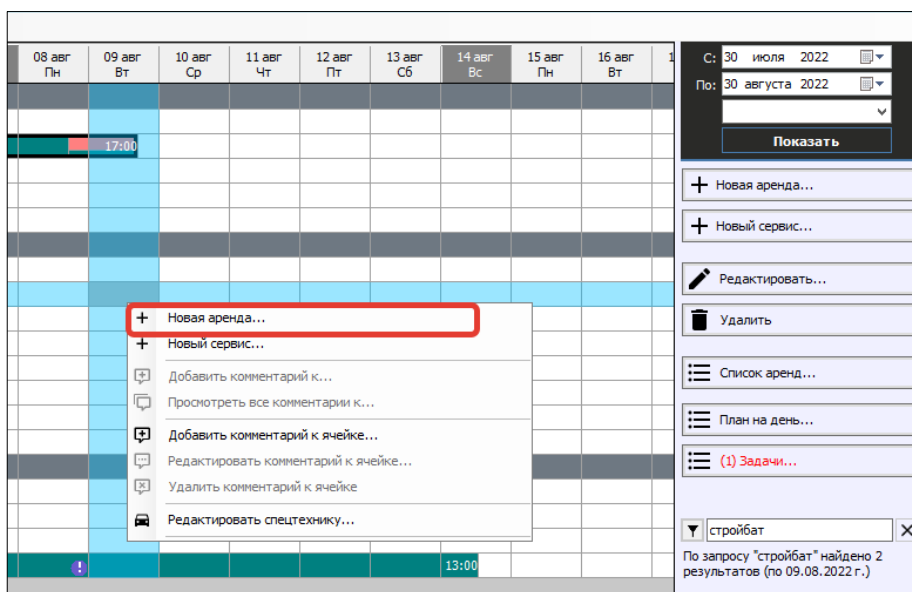 08 авг 09 авг 10 авг 11 авг 12 авг 13 авг 14 авг 15 авг 16 авг 1
Пн Вт Ср Чт Пт Сб Вс Пн Вт
17:00
Новая аренда...
Новый сервис...
Добавить комментарий к...
Просмотреть все комментарии к...
Добавить комментарий к ячейке...
Редактировать комментарий к ячейке...
Удалить комментарий к ячейке
Редактировать спецтехнику...
! 13:00
С: 30 июля 2022
По: 30 августа 2022
Показать
Новая аренда...
Новый сервис...
Редактировать...
Удалить
Список аренд...
План на день...
(1) Задачи...
стройбат
По запросу "стройбат" найдено 2
результатов (по 09.08.2022 г.)